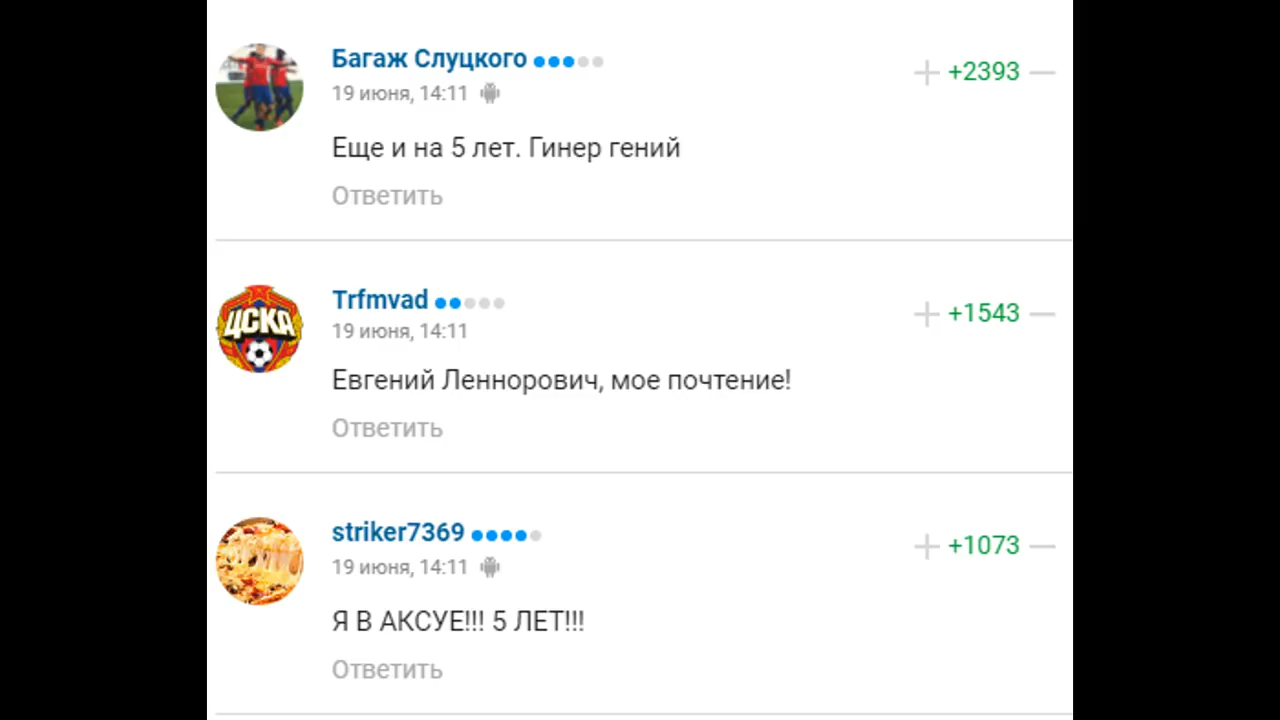 Багаж Слуцкого
+2393
19 июня, 14:11
Еще и на 5 лет. Гинер гений
Ответить
ЦСКА
Trfmvad
+1543
19 июня, 14:11
Евгений Леннорович, мое почтение!
Ответить
striker7369
+1073
19 июня, 14:11
Я В АКСУЕ!!! 5 ЛЕТ!!!
Ответить